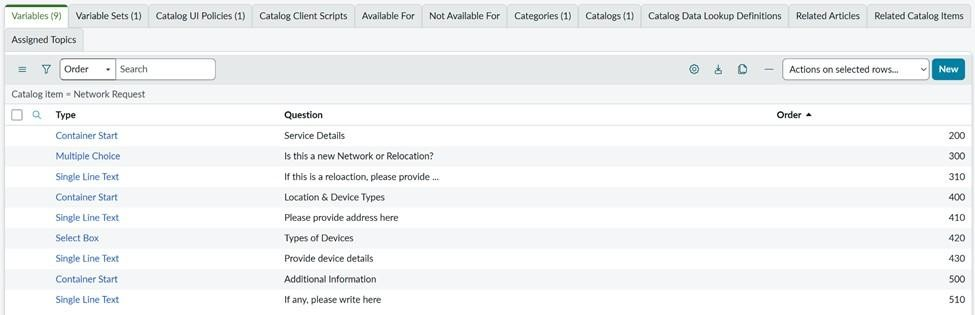 Variables (9) Variable Sets (1) Catalog UI Policies (1) Catalog Client Scripts Available For Not Available For Categories (1) Catalogs (1) Catalog Data Lookup Definitions Related Articles Related Catalog Items
Assigned Topics
Order Search Actions on selected rows... New
Catalog item = Network Request
Type Question Order
Container Start Service Details 200
Multiple Choice Is this a new Network or Relocation? 300
Single Line Text If this is a reloaction, please provide ... 310
Container Start Location & Device Types 400
Single Line Text Please provide address here 410
Select Box Types of Devices 420
Single Line Text Provide device details 430
Container Start Additional Information 500
Single Line Text If any, please write here 510